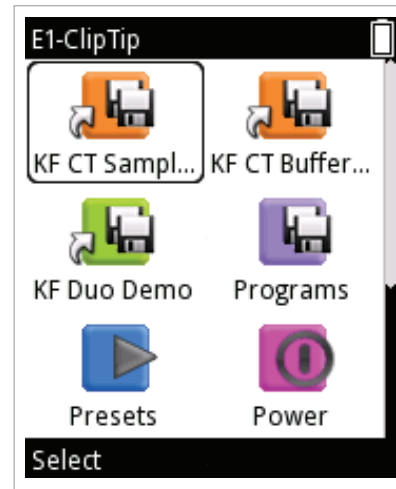 E1-ClipTip
KF CT Sampl... KF CT Buffer...
KF Duo Demo Programs
Presets Power
Select